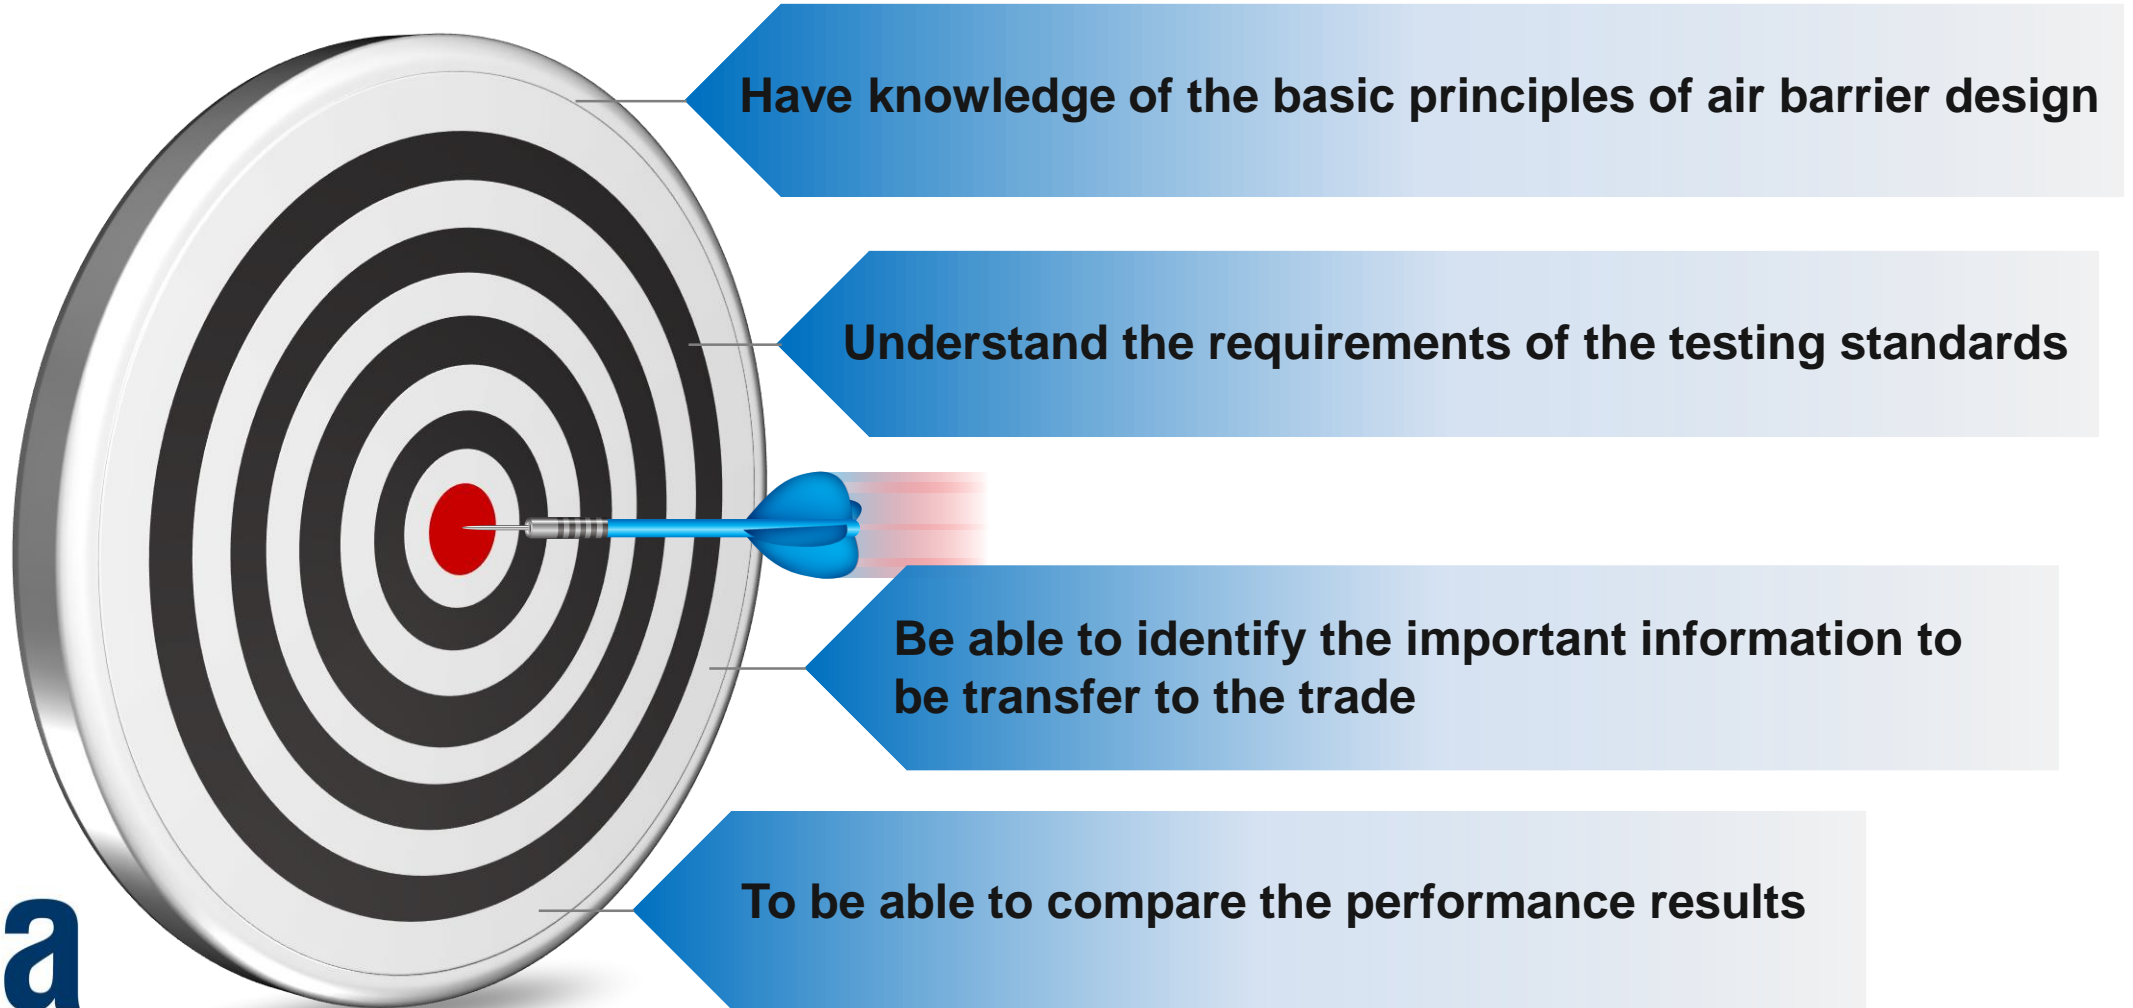 Have knowledge of the basic principles of air barrier design
Understand the requirements of the testing standards
Be able to identify the important information to
be transfer to the trade
To be able to compare the performance results
a